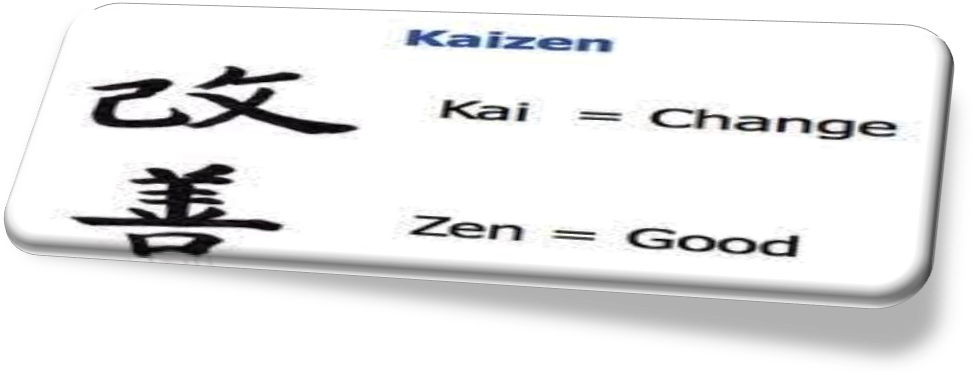 Kaizen
改 Kai = Change
善 Zen = Good